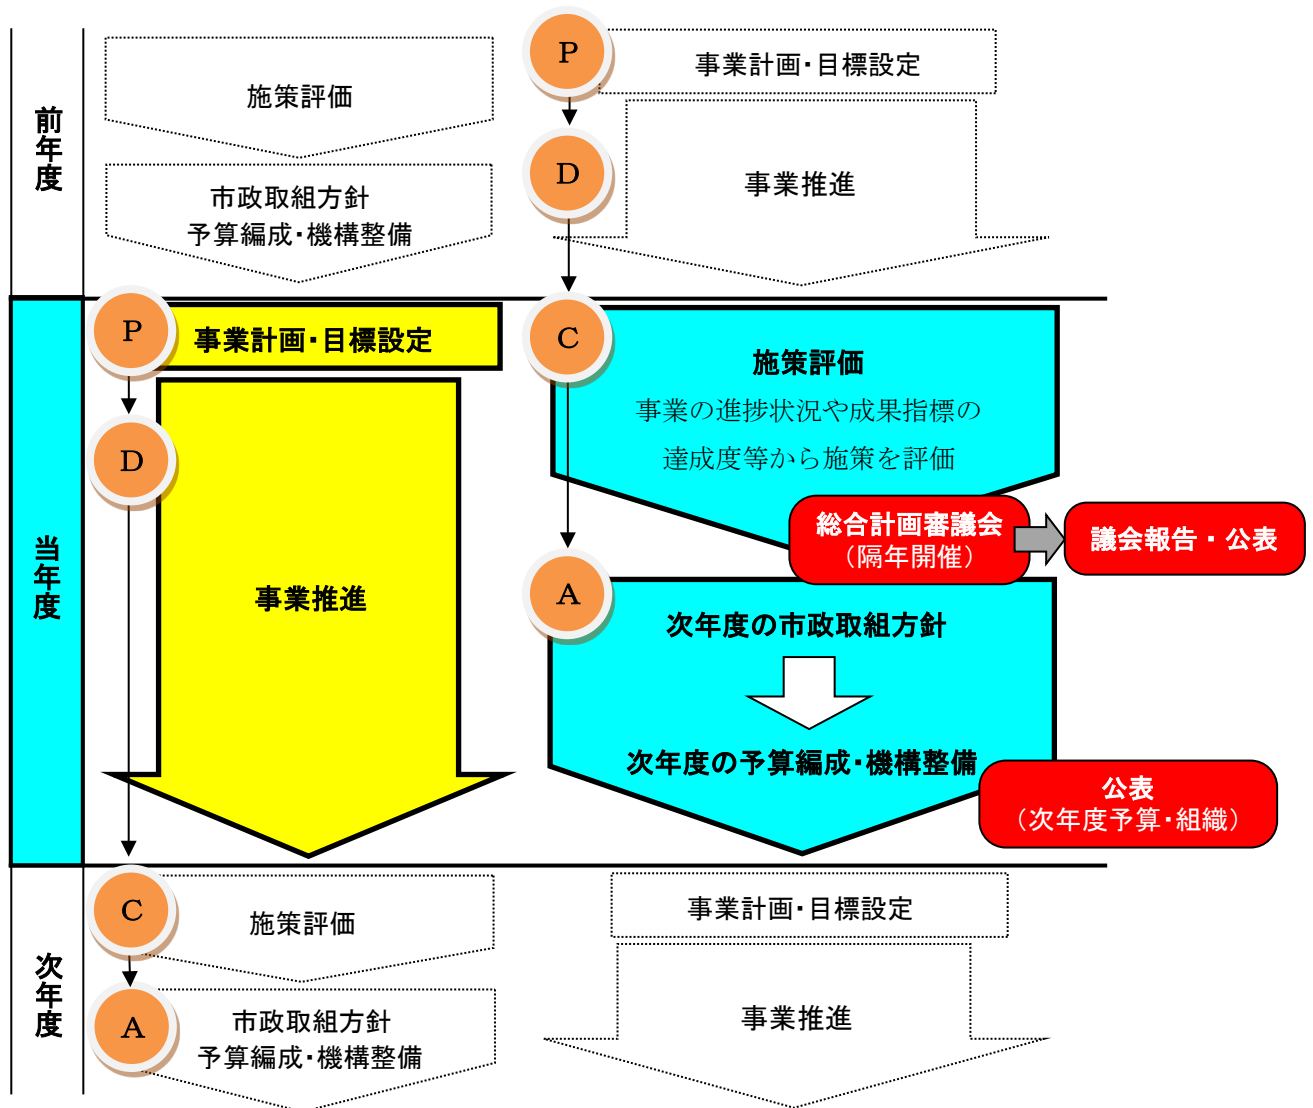 前年度
施策評価
市政取組方針
予算編成・機構整備
P
事業計画・目標設定
D
事業推進
当年度
P
事業計画・目標設定
D
事業推進
C
施策評価
事業の進捗状況や成果指標の
達成度等から施策を評価
総合計画審議会
（隔年開催）
議会報告・公表
A
次年度の市政取組方針
次年度の予算編成・機構整備
公表
（次年度予算・組織）
次年度
C
施策評価
A
市政取組方針
予算編成・機構整備
事業計画・目標設定
事業推進